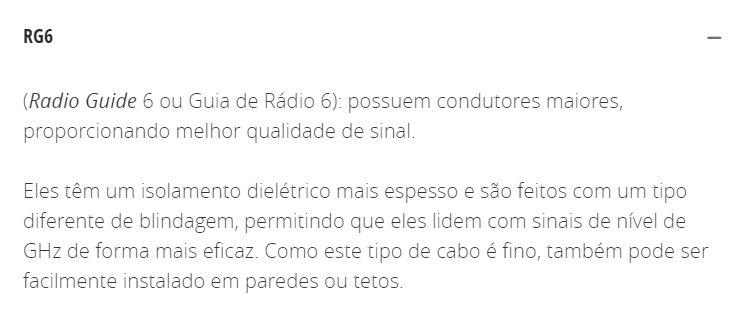 RG6
(Radio Guide 6 ou Guia de Rádio 6): possuem condutores maiores,
proporcionando melhor qualidade de sinal.
Eles têm um isolamento dielétrico mais espesso e são feitos com um tipo
diferente de blindagem, permitindo que eles lidem com sinais de nível de
GHz de forma mais eficaz. Como este tipo de cabo é fino, também pode ser
facilmente instalado em paredes ou tetos.